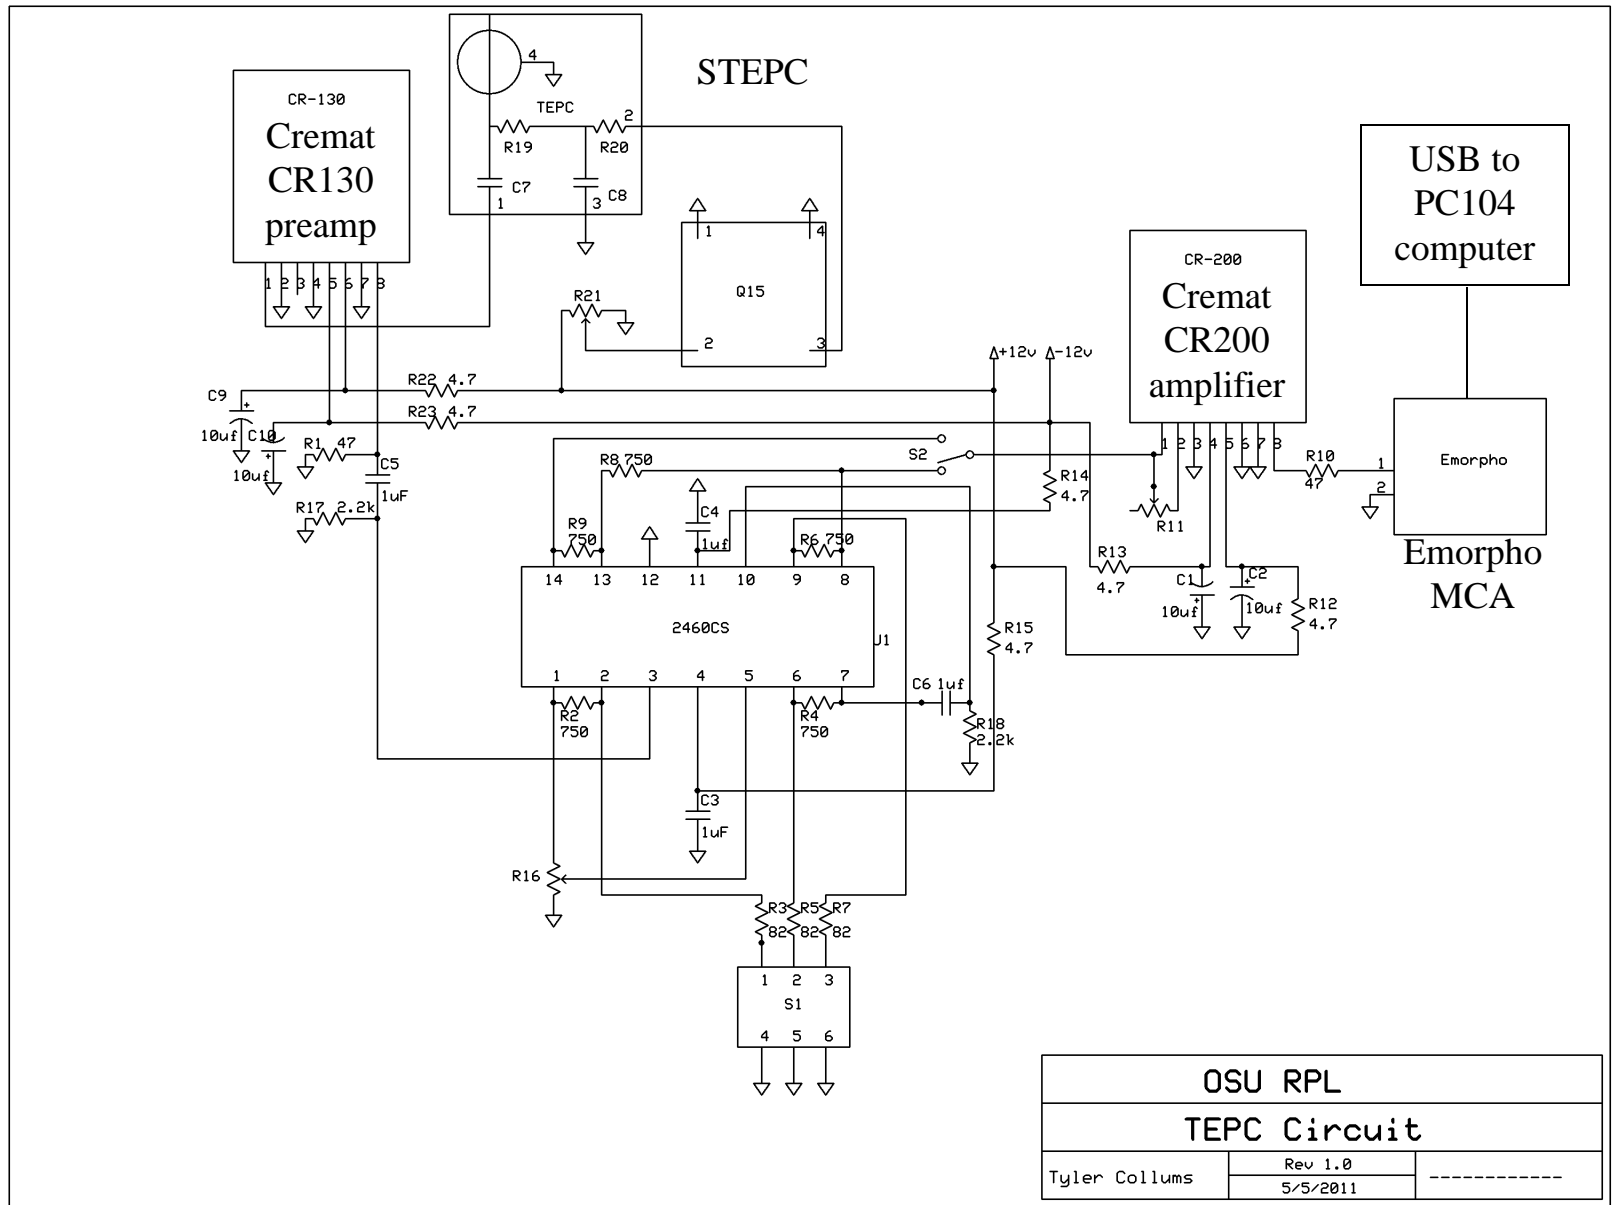 STEPC
CR-130
Cremat
CR130
preamp
1 2 3 4 5 6 7 8
4
TEPC
R19
2
R20
C7
1
C8
3
1
4
Q15
2
3
R21
USB to
PC104
computer
CR-200
Cremat
CR200
amplifier
1 2 3 4 5 6 7 8
+12v
-12v
R22 4.7
R23 4.7
C9
10uf
C10
10uf
R1 47
C5
1uF
R17 2.2k
R8 750
S2
R14
4.7
R10
47
1
2
Emorpho
Emorpho
MCA
R11
C4
1uf
R9
750
R6 750
R13
4.7
C1
10uf
C2
10uf
R12
4.7
14 13 12 11 10 9 8
2460CS
U1
1 2 3 4 5 6 7
R15
4.7
R2
750
R4
750
C6 1uf
R18
2.2k
C3
1uF
R16
R3
82
R5
82
R7
82
1 2 3
S1
4 5 6
OSU RPL
TEPC Circuit
Tyler Collums
Rev 1.0
5/5/2011
------------